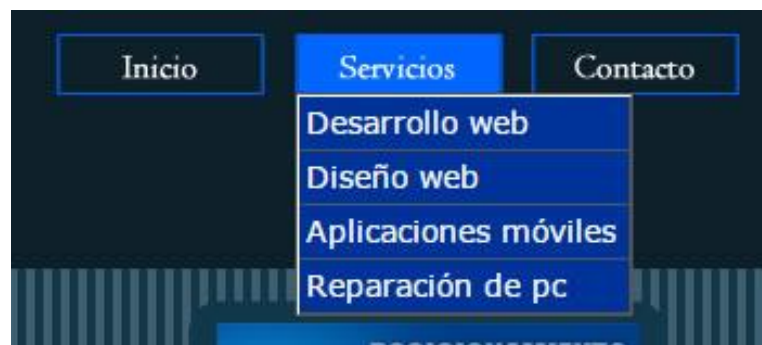 Inicio Servicios Contacto
Desarrollo web
Diseño web
Aplicaciones móviles
Reparación de pc